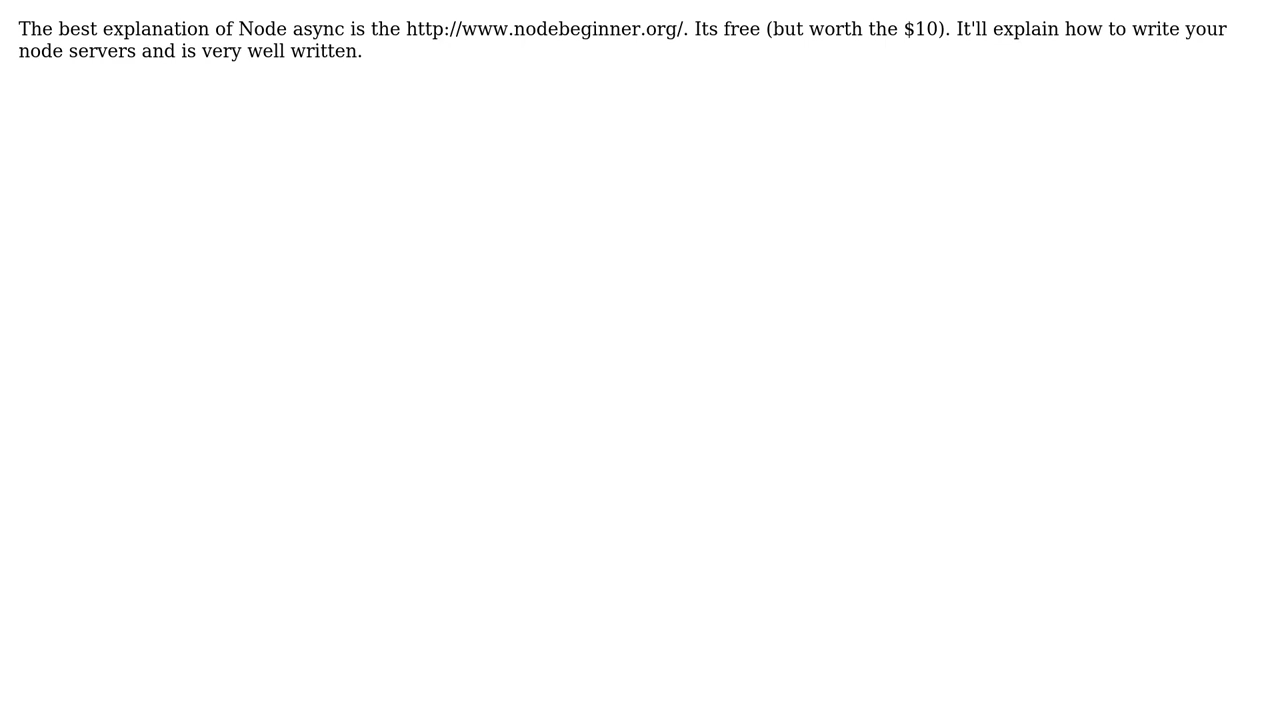 The best explanation of Node async is the http://www.nodebeginner.org/. Its free (but worth the $10). It'll explain how to write your
node servers and is very well written.